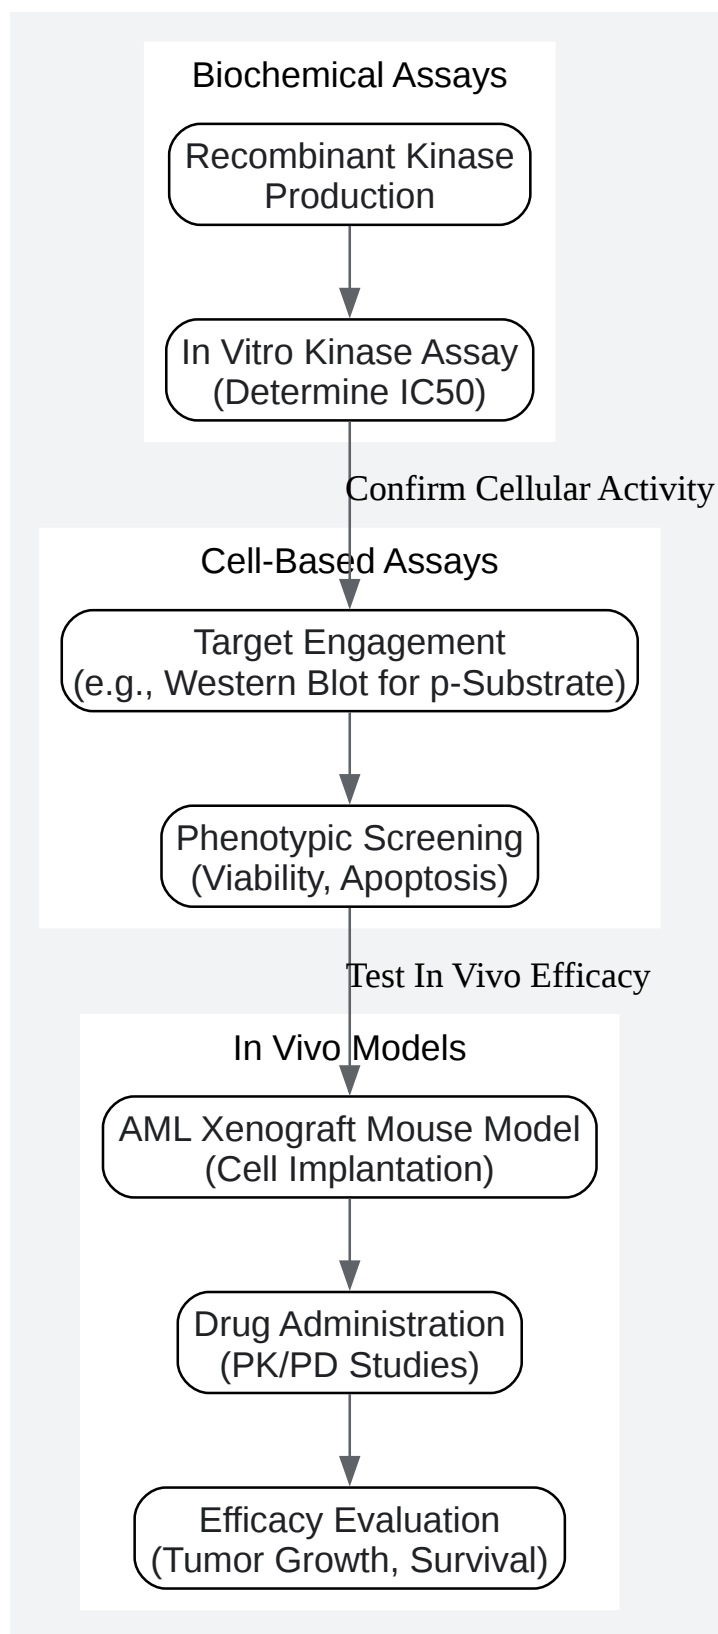 Biochemical Assays
Recombinant Kinase
Production
In Vitro Kinase Assay
(Determine IC50)
Confirm Cellular Activity
Cell-Based Assays
Target Engagement
(e.g., Western Blot for p-Substrate)
Phenotypic Screening
(Viability, Apoptosis)
Test In Vivo Efficacy
In Vivo Models
AML Xenograft Mouse Model
(Cell Implantation)
Drug Administration
(PK/PD Studies)
Efficacy Evaluation
(Tumor Growth, Survival)